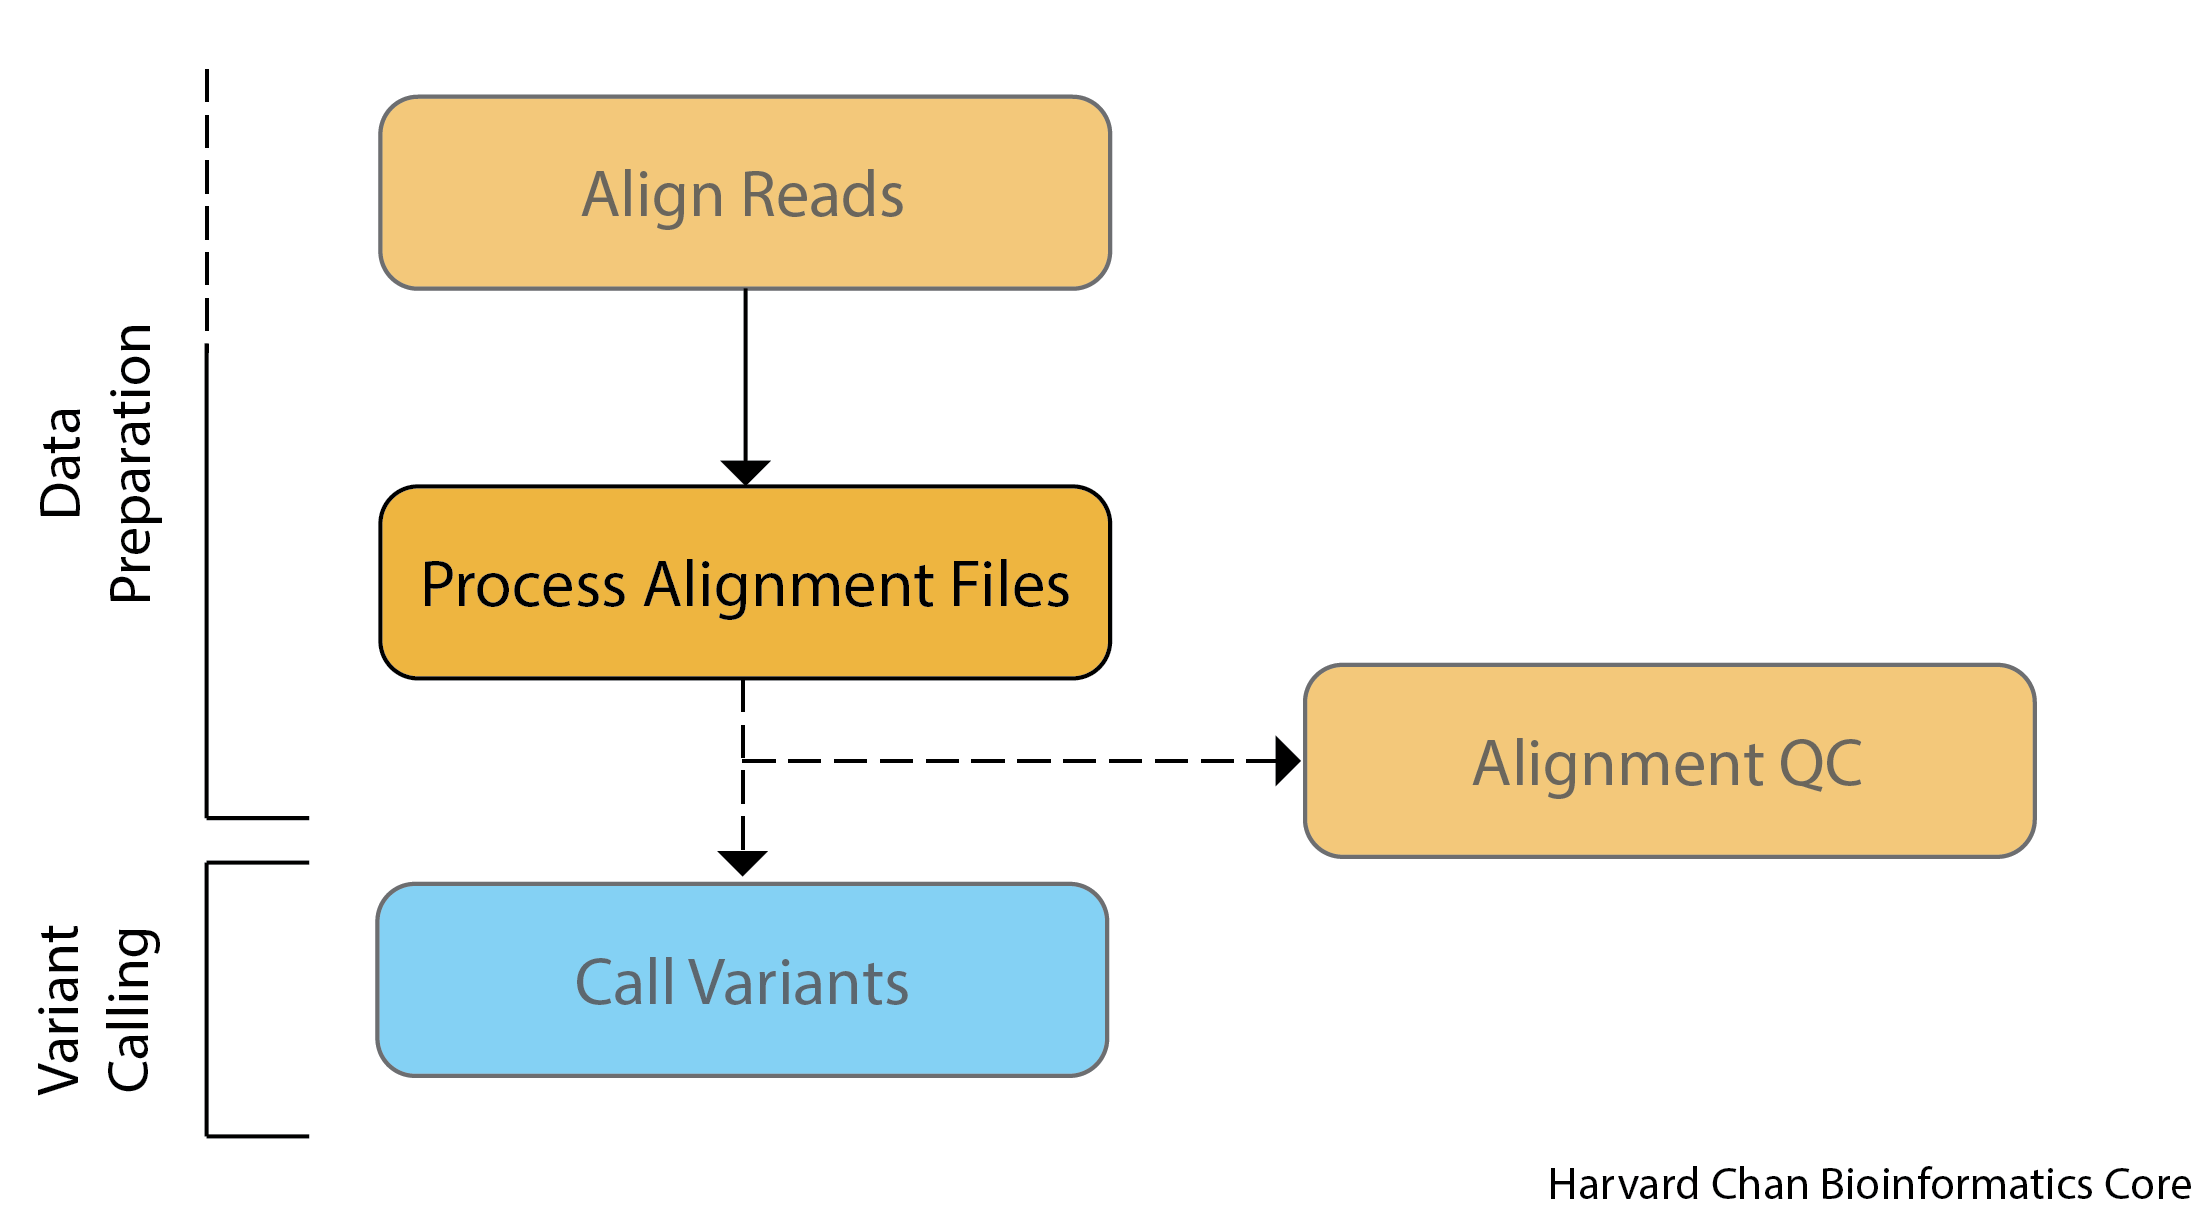 Align Reads
Data
Preparation
Process Alignment Files
Alignment QC
Variant
Calling
Call Variants
Harvard Chan Bioinformatics Core